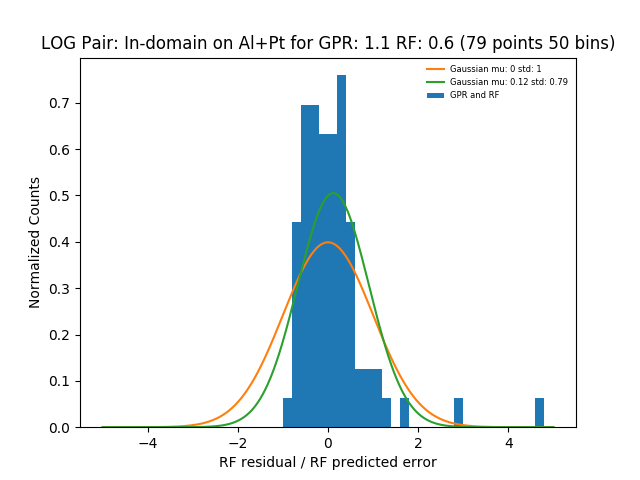 LOG Pair: In-domain on Al+Pt for GPR: 1.1 RF: 0.6 (79 points 50 bins)
Gaussian mu: 0 std: 1
Gaussian mu: 0.12 std: 0.79
GPR and RF
Normalized Counts
0.7
0.6
0.5
0.4
0.3
0.2
0.1
0.0
−4
−2
0
2
4
RF residual / RF predicted error